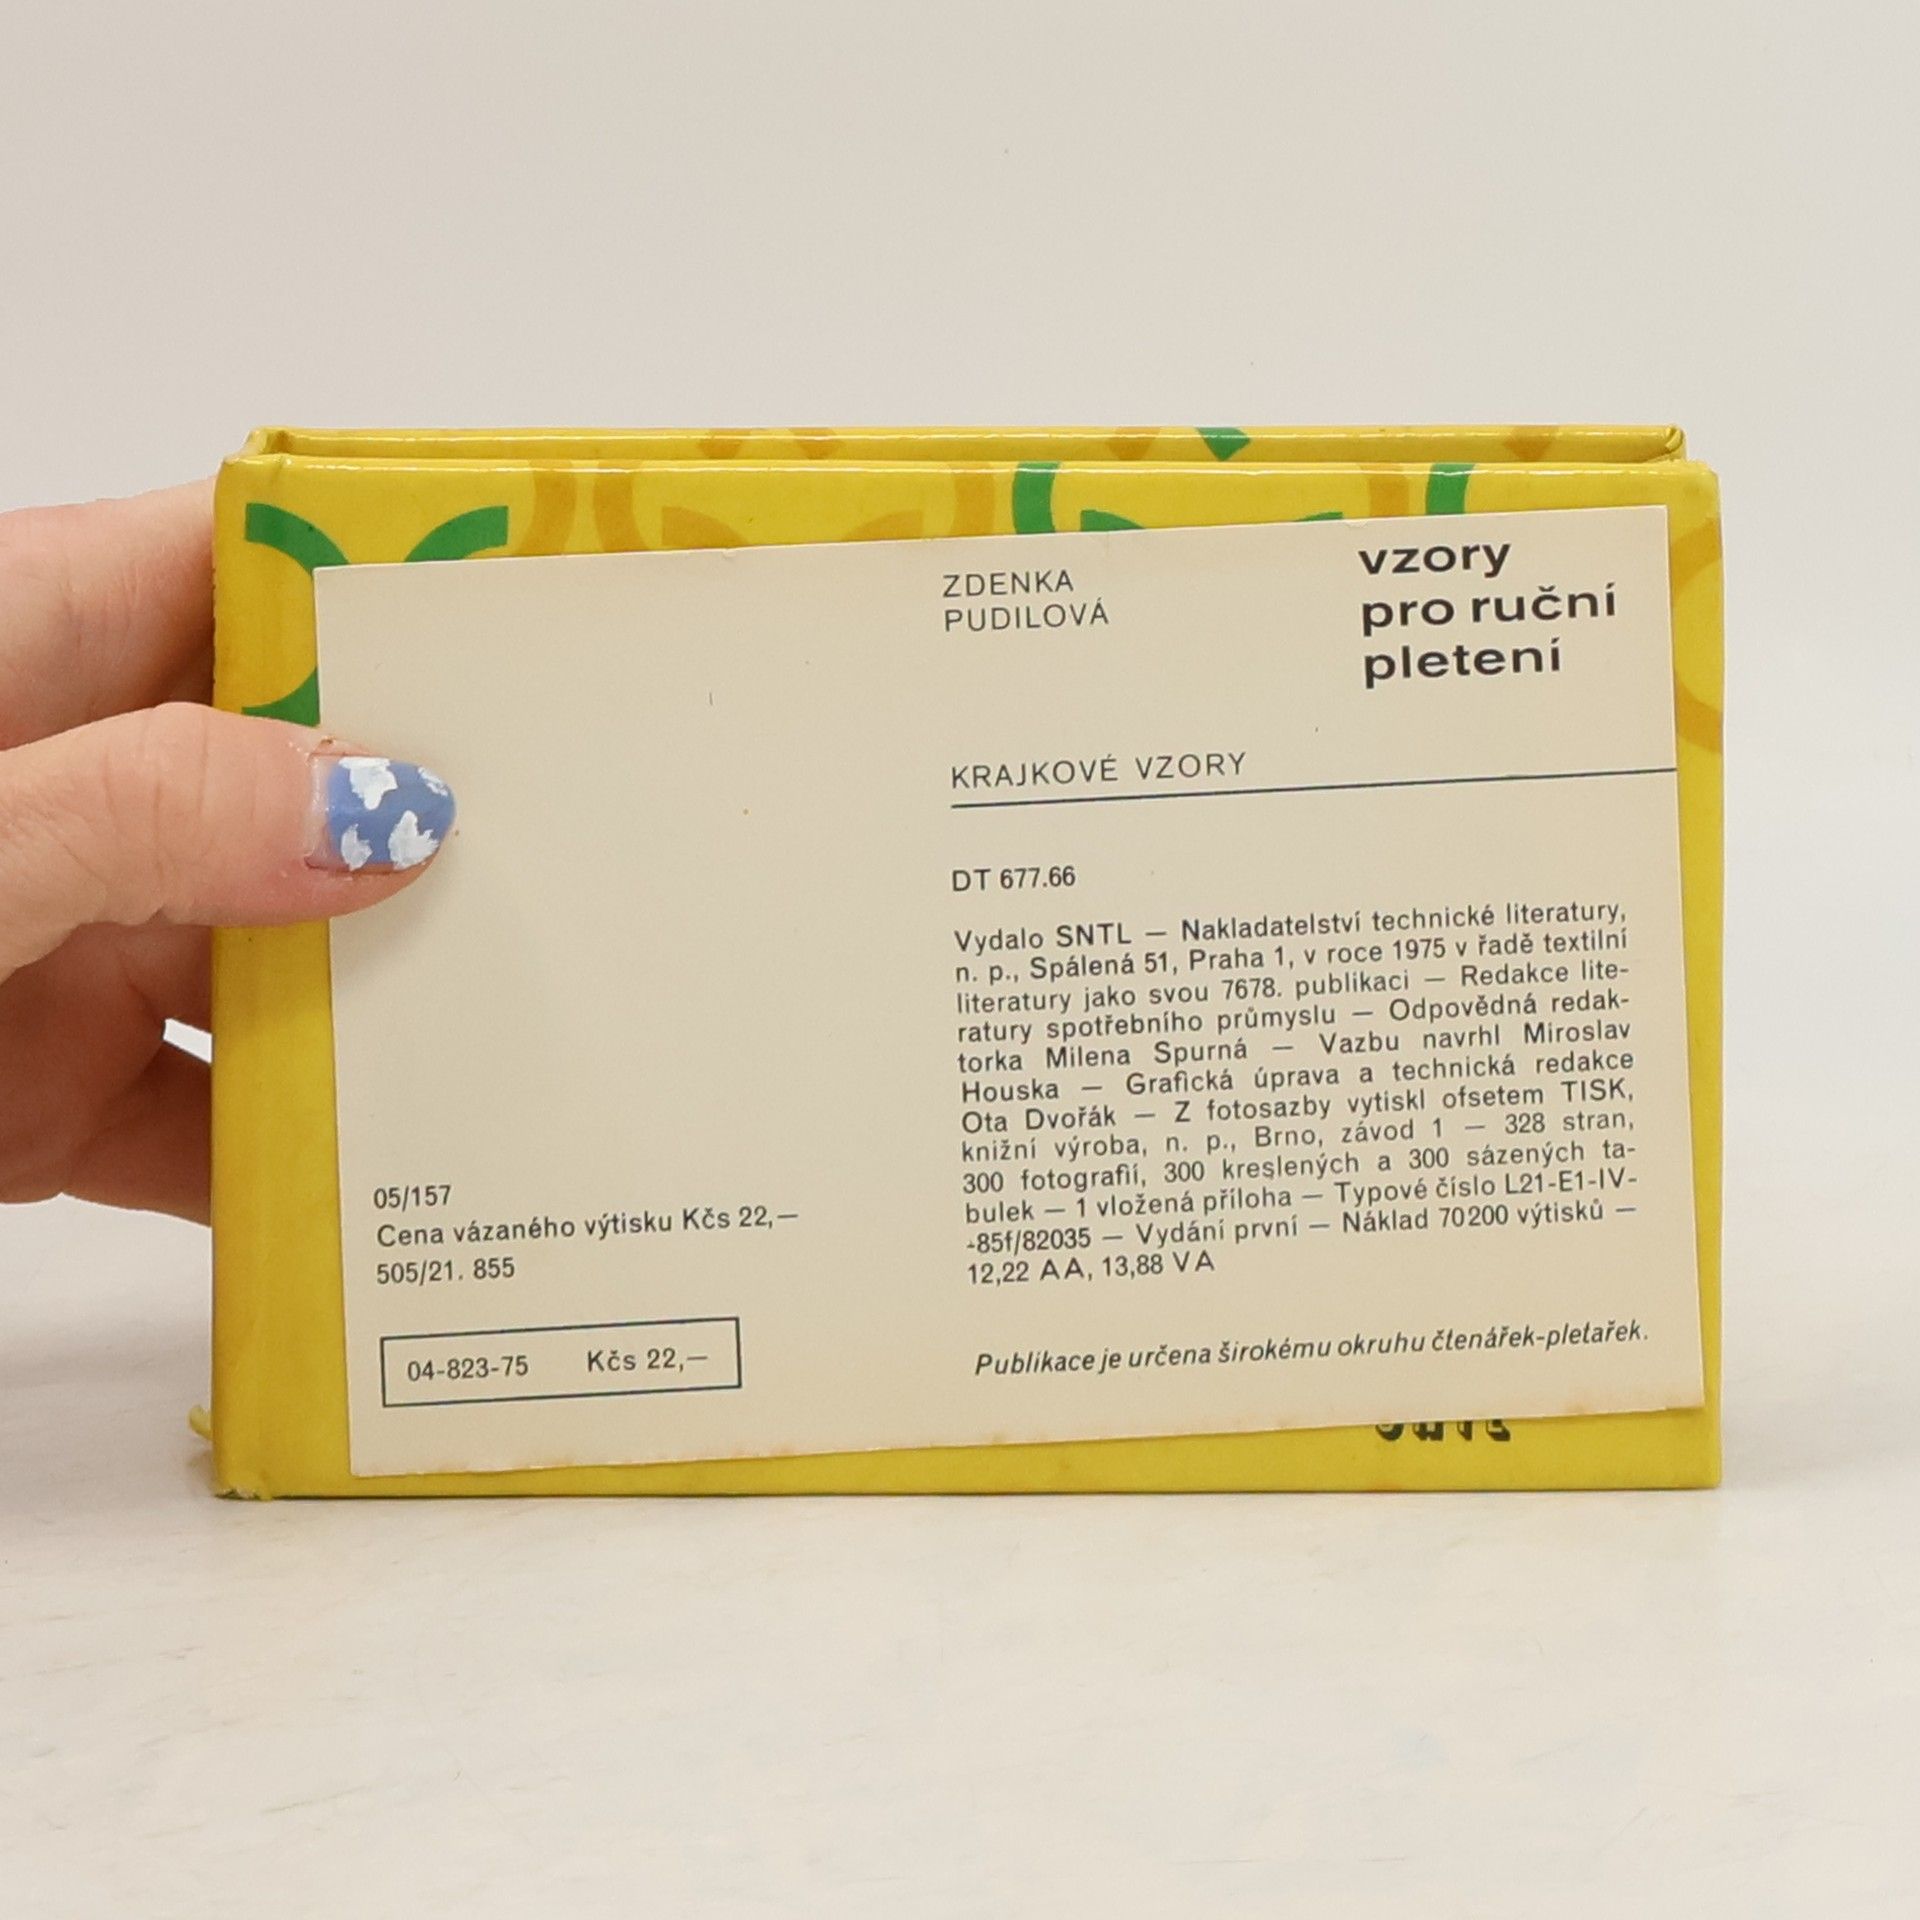 ZDENKA
PUDILOVÁ
vzory
pro ruční
pletení
KRAJKOVÉ VZORY
DT 677.66
Vydalo SNTL — Nakladatelství technické literatury,
n. p., Spálená 51, Praha 1, v roce 1975 v řadě textilní
literatury jako svou 7678. publikaci — Redakce lite-
ratury spotřebního průmyslu — Odpovědná redak-
torka Milena Spurná — Vazbu navrhl Miroslav
Houska — Grafická úprava a technická redakce
Ota Dvořák — Z fotosazby vytiskl ofsetem TISK,
knižní výroba, n. p., Brno, závod 1 — 328 stran,
300 fotografií, 300 kreslených a 300 sázených ta-
bulek — 1 vložená příloha — Typové číslo L21-E1-IV-
-85f/82035 — Vydání první — Náklad 70200 výtisků —
12,22 AA, 13,88 VA
Publikace je určena širokému okruhu čtenářek-pletařek.
05/157
Cena vázaného výtisku Kčs 22,—
505/21. 855
04-823-75 Kčs 22,—